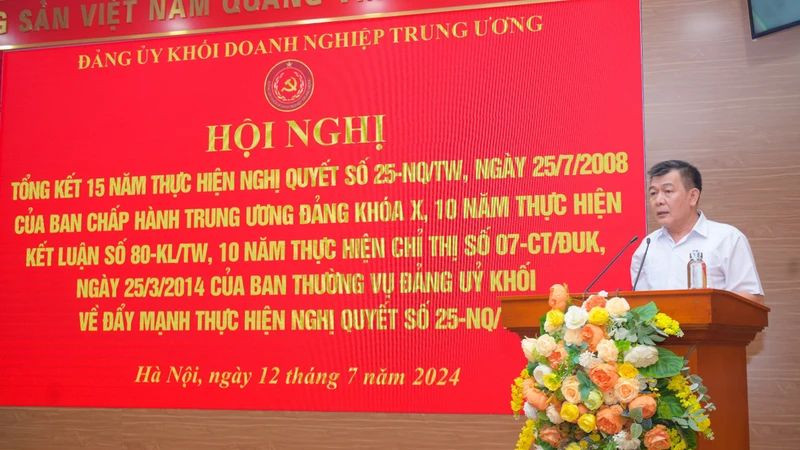 SẢN VIỆT NAM QUANG
ĐẢNG ỦY KHỐI DOANH NGHIỆP TRUNG ƯƠNG
HỘI NGHỊ
TỔNG KẾT 15 NĂM THỰC HIỆN NGHỊ QUYẾT SỐ 25-NQ/TW, NGÀY 25/7/2008
CỦA BAN CHẤP HÀNH TRUNG ƯƠNG ĐẢNG KHÓA X, 10 NĂM THỰC HIỆN
KẾT LUẬN SỐ 80-KL/TW, 10 NĂM THỰC HIỆN CHỈ THỊ SỐ 07-CT/ĐUK,
NGÀY 25/3/2014 CỦA BAN THƯỜNG VỤ ĐẢNG UỶ KHỐI
VỀ ĐẨY MẠNH THỰC HIỆN NGHỊ QUYẾT SỐ 25-NQ/
Hà Nội, ngày 12 tháng 7 năm 2024